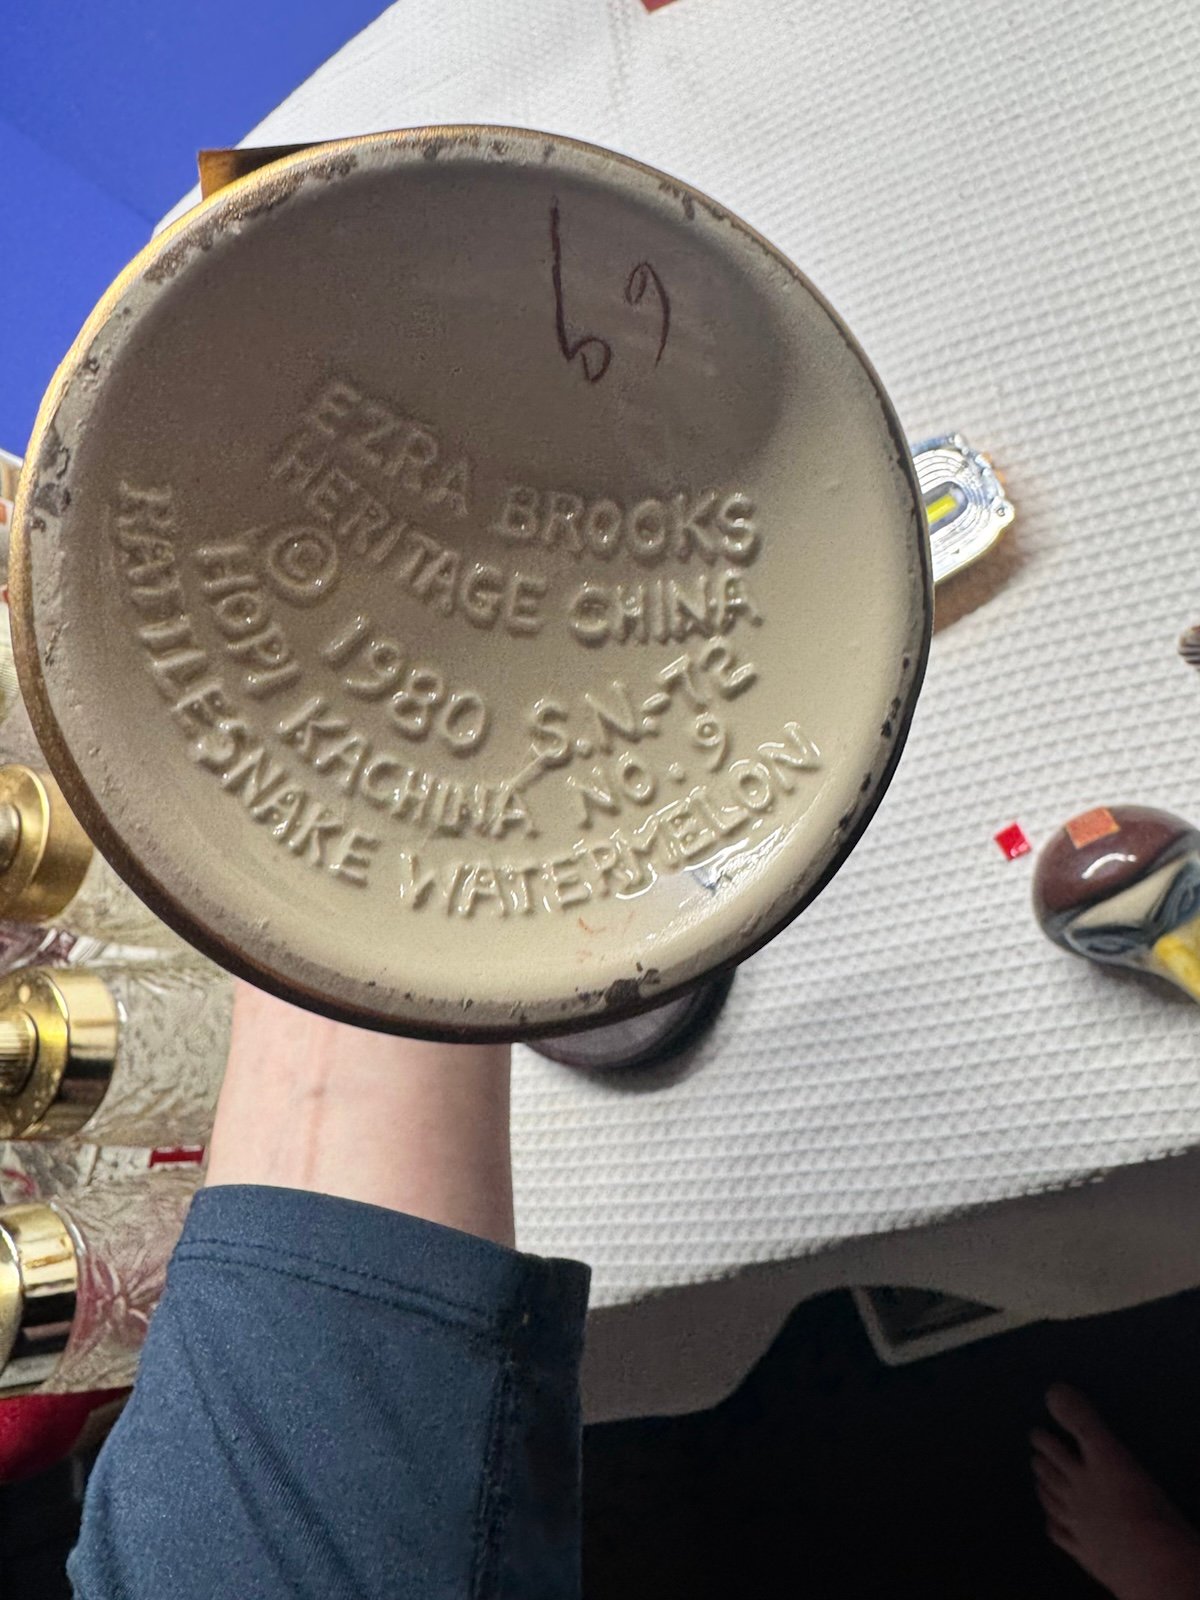 69
EZRA BROOKS
HERITAGE CHINA
© 1980 S.N.-72
HOPI KACHINA NO. 9
RATTLESNAKE WATERMELON